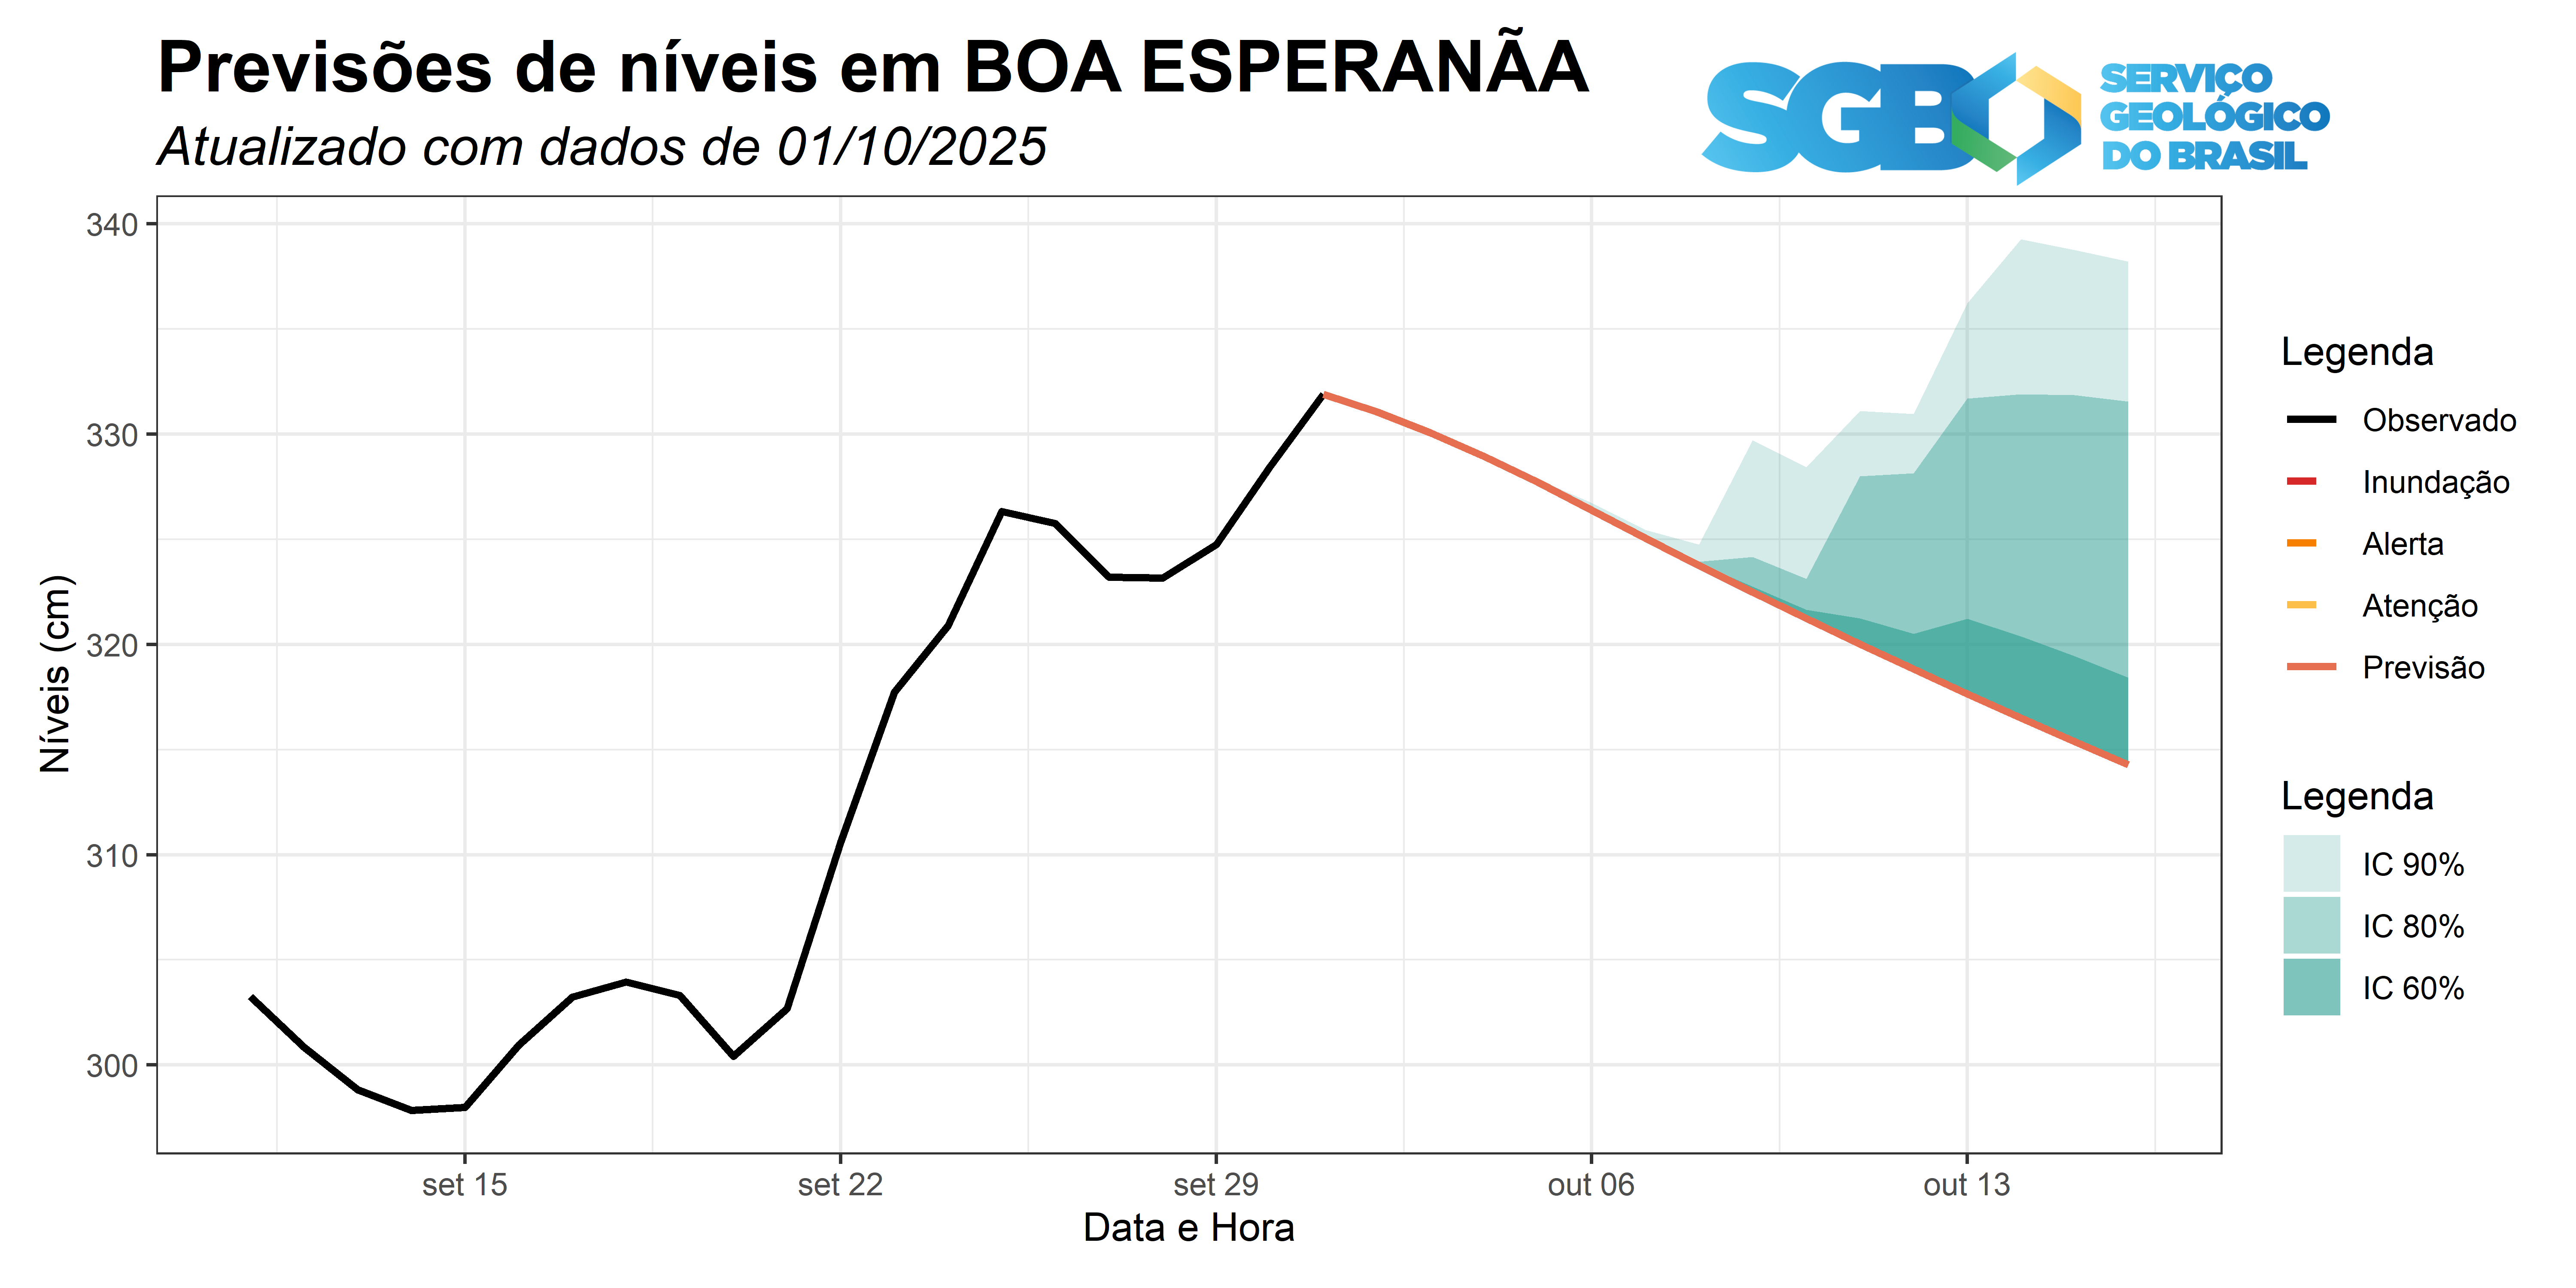 Previsões de níveis em BOA ESPERANÃA
Atualizado com dados de 01/10/2025
SGB
SERVIÇO
GEOLÓGICO
DO BRASIL
340
330
320
310
300
Níveis (cm)
set 15
set 22
set 29
out 06
out 13
Data e Hora
Legenda
Observado
Inundação
Alerta
Atenção
Previsão
Legenda
IC 90%
IC 80%
IC 60%